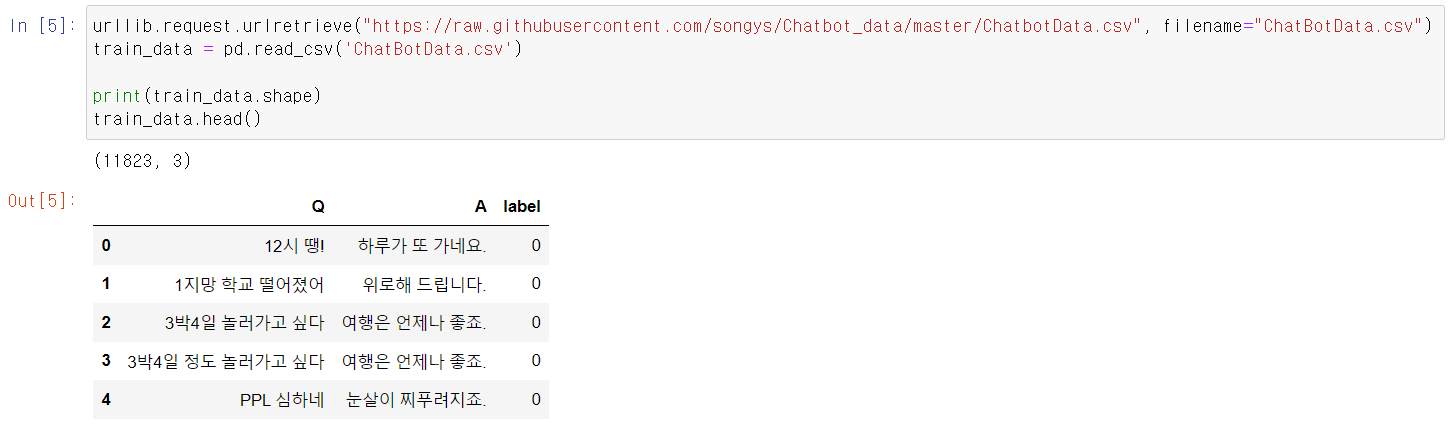 In [5]: urllib.request.urlretrieve("https://raw.githubusercontent.com/songys/Chatbot_data/master/ChatbotData.csv", filename="ChatBotData.csv")
train_data = pd.read_csv('ChatBotData.csv')
print(train_data.shape)
train_data.head()
(11823, 3)
Out[5]:
Q A label
0 12시 땡! 하루가 또 가네요. 0
1 1지망 학교 떨어졌어 위로해 드립니다. 0
2 3박4일 놀러가고 싶다 여행은 언제나 좋죠. 0
3 3박4일 정도 놀러가고 싶다 여행은 언제나 좋죠. 0
4 PPL 심하네 눈살이 찌푸려지죠. 0